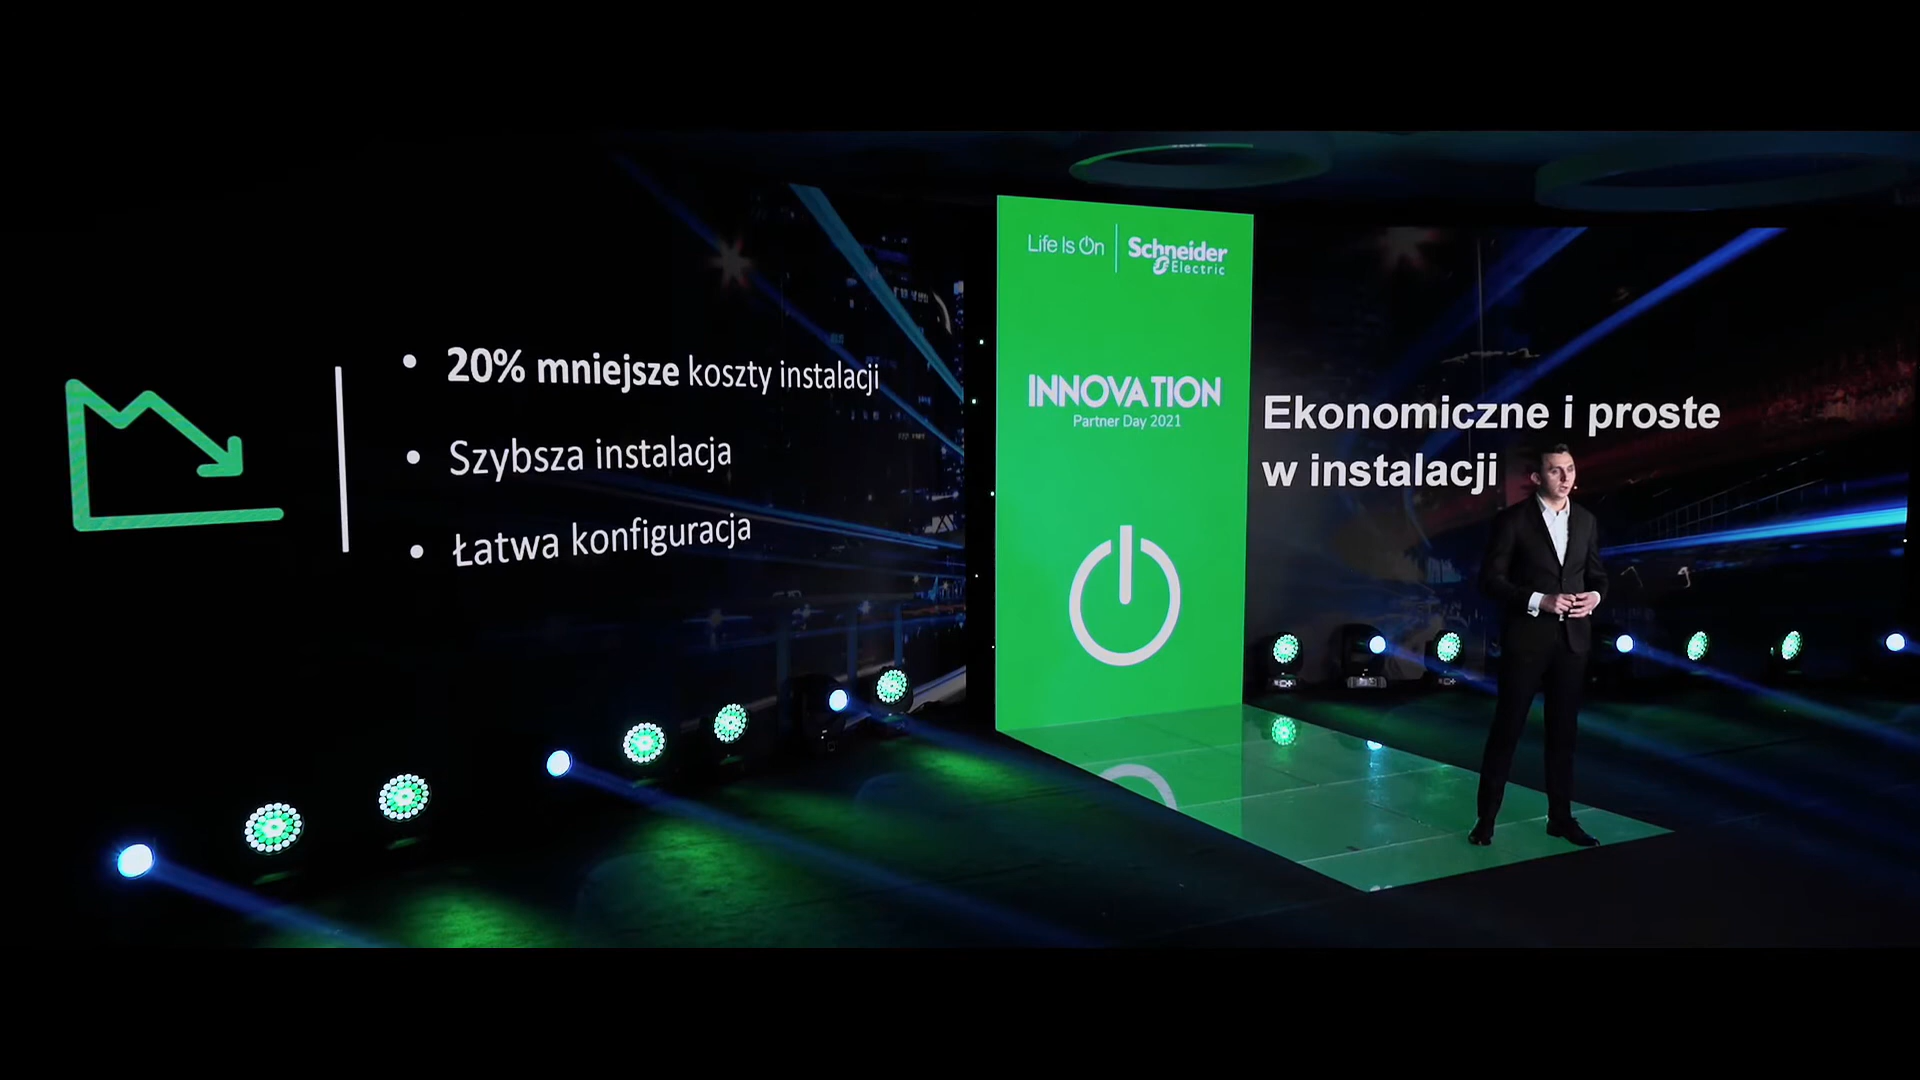 20% mniejsze koszty instalacji
Szybsza instalacja
Łatwa konfiguracja
Life Is On
Schneider
Electric
INNOVATION
Partner Day 2021
Ekonomiczne i proste
w instalacji